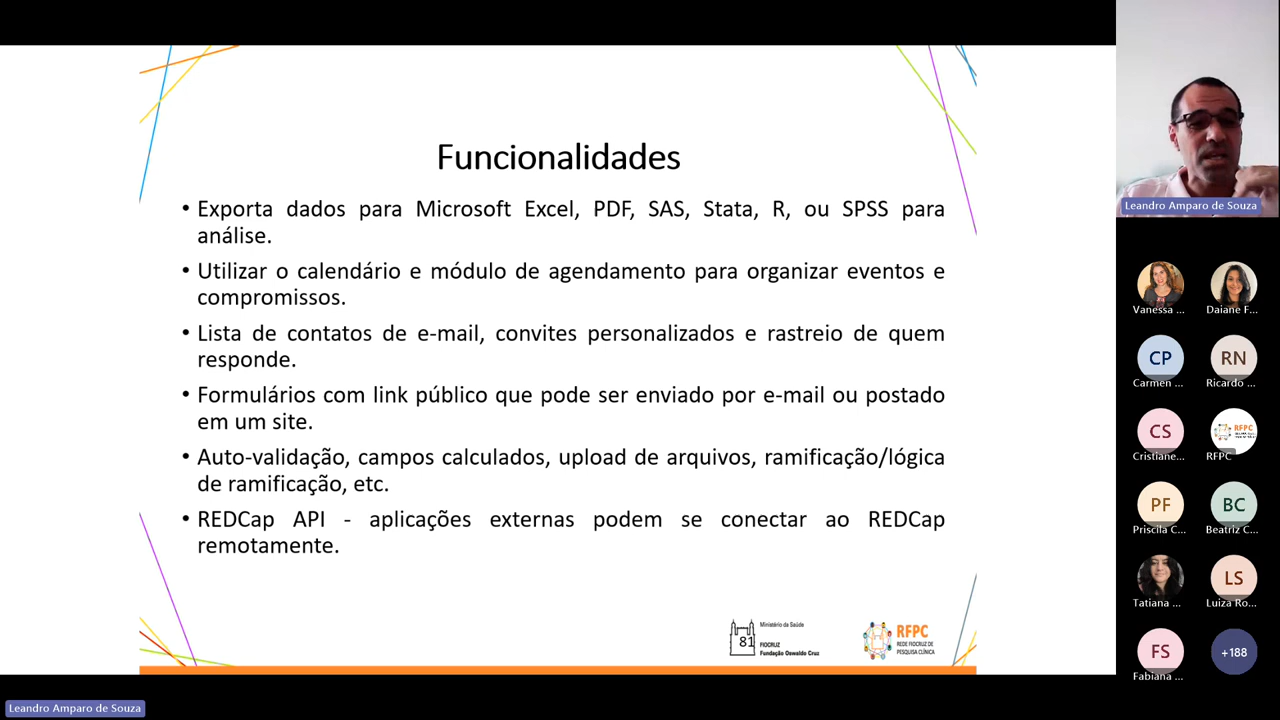 Funcionalidades
• Exporta dados para Microsoft Excel, PDF, SAS, Stata, R, ou SPSS para
análise.
• Utilizar o calendário e módulo de agendamento para organizar eventos e
compromissos.
• Lista de contatos de e-mail, convites personalizados e rastreio de quem
responde.
• Formulários com link público que pode ser enviado por e-mail ou postado
em um site.
• Auto-validação, campos calculados, upload de arquivos, ramificação/lógica
de ramificação, etc.
• REDCap API - aplicações externas podem se conectar ao REDCap
remotamente.
81
Ministério da Saúde
FIOCRUZ
Fundação Oswaldo Cruz
RFPC
REDE FIOCRUZ DE
PESQUISA CLÍNICA
Leandro Amparo de Souza
Vanessa ...
Daiane F...
CP
Carmen ...
RN
Ricardo ...
CS
Cristiane...
RFPC
RFPC
PF
Priscila C...
BC
Beatriz C...
Tatiana ...
LS
Luiza Ro...
FS
Fabiana ...
+188
Leandro Amparo de Souza